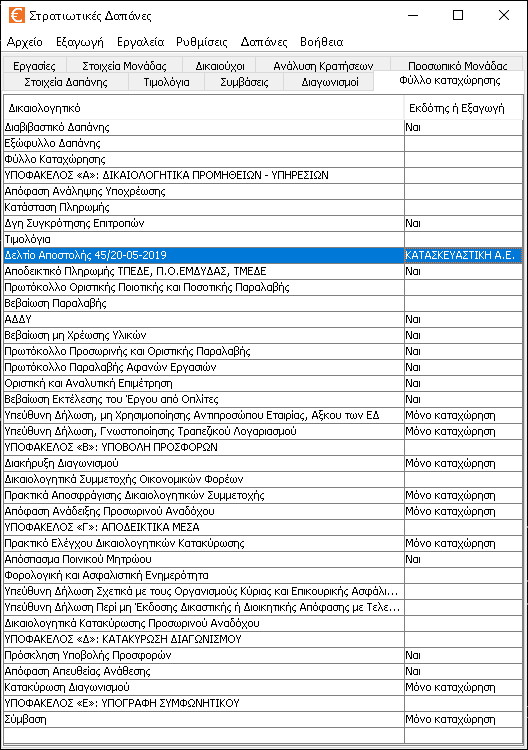 Στρατιωτικές Δαπάνες
Αρχείο Εξαγωγή Εργαλεία Ρυθμίσεις Δαπάνες Βοήθεια
Εργασίες Στοιχεία Μονάδας Δικαιούχοι Ανάλυση Κρατήσεων Προσωπικό Μονάδας
Στοιχεία Δαπάνης Τιμολόγια Συμβάσεις Διαγωνισμοί Φύλλο καταχώρησης
Δικαιολογητικό Εκδότης ή Εξαγωγή
Διαβιβαστικό Δαπάνης Ναι
Εξώφυλλο Δαπάνης
Φύλλο Καταχώρησης
ΥΠΟΦΑΚΕΛΟΣ «Α»: ΔΙΚΑΙΟΛΟΓΗΤΙΚΑ ΠΡΟΜΗΘΕΙΩΝ - ΥΠΗΡΕΣΙΩΝ
Απόφαση Ανάληψης Υποχρέωσης
Κατάσταση Πληρωμής
Δγη Συγκρότησης Επιτροπών Ναι
Τιμολόγια
Δελτίο Αποστολής 45/20-05-2019 ΚΑΤΑΣΚΕΥΑΣΤΙΚΗ Α.Ε.
Αποδεικτικό Πληρωμής ΤΠΕΔΕ, Π.Ο.ΕΜΔΥΔΑΣ, ΤΜΕΔΕ Ναι
Πρωτόκολλο Οριστικής Ποιοτικής και Ποσοτικής Παραλαβής
Βεβαίωση Παραλαβής
ΑΔΔΥ Ναι
Βεβαίωση μη Χρέωσης Υλικών Ναι
Πρωτόκολλο Προσωρινής και Οριστικής Παραλαβής Ναι
Πρωτόκολλο Παραλαβής Αφανών Εργασιών Ναι
Οριστική και Αναλυτική Επιμέτρηση Ναι
Βεβαίωση Εκτέλεσης του Έργου από Οπλίτες Ναι
Υπεύθυνη Δήλωση, μη Χρησιμοποίησης Αντιπροσώπου Εταιρίας, Αξκου των ΕΔ Μόνο καταχώρηση
Υπεύθυνη Δήλωση, Γνωστοποίησης Τραπεζικού Λογαριασμού Μόνο καταχώρηση
ΥΠΟΦΑΚΕΛΟΣ «Β»: ΥΠΟΒΟΛΗ ΠΡΟΣΦΟΡΩΝ
Διακήρυξη Διαγωνισμού Μόνο καταχώρηση
Δικαιολογητικά Συμμετοχής Οικονομικών Φορέων
Πρακτικά Αποσφράγισης Δικαιολογητικών Συμμετοχής Μόνο καταχώρηση
Απόφαση Ανάδειξης Προσωρινού Αναδόχου Μόνο καταχώρηση
ΥΠΟΦΑΚΕΛΟΣ «Γ»: ΑΠΟΔΕΙΚΤΙΚΑ ΜΕΣΑ
Πρακτικό Ελέγχου Δικαιολογητικών Κατακύρωσης Μόνο καταχώρηση
Απόσπασμα Ποινικού Μητρώου Ναι
Φορολογική και Ασφαλιστική Ενημερότητα
Υπεύθυνη Δήλωση Σχετικά με τους Οργανισμούς Κύριας και Επικουρικής Ασφάλι...
Υπεύθυνη Δήλωση Περί μη Έκδοσης Δικαστικής ή Διοικητικής Απόφασης με Τελε...
Δικαιολογητικά Κατακύρωσης Προσωρινού Αναδόχου
ΥΠΟΦΑΚΕΛΟΣ «Δ»: ΚΑΤΑΚΥΡΩΣΗ ΔΙΑΓΩΝΙΣΜΟΥ
Πρόσκληση Υποβολής Προσφορών Ναι
Απόφαση Απευθείας Ανάθεσης Ναι
Κατακύρωση Διαγωνισμού Μόνο καταχώρηση
ΥΠΟΦΑΚΕΛΟΣ «Ε»: ΥΠΟΓΡΑΦΗ ΣΥΜΦΩΝΗΤΙΚΟΥ
Σύμβαση Μόνο καταχώρηση